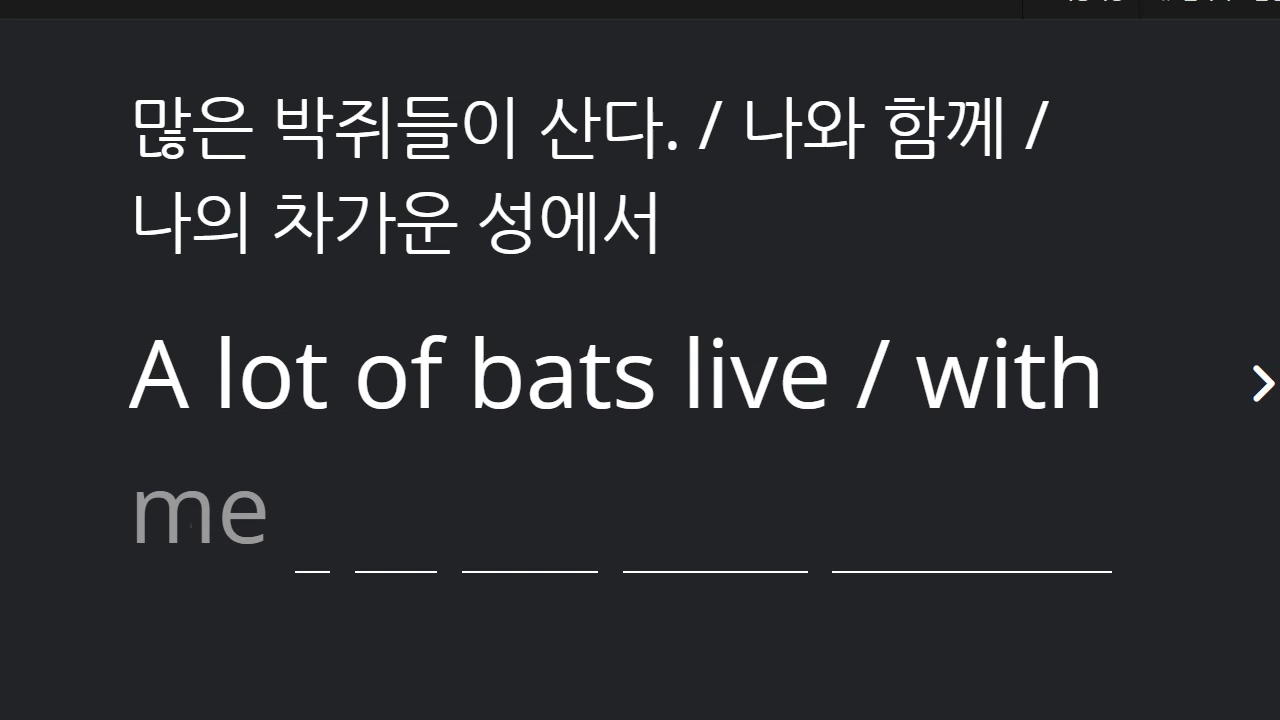 많은 박쥐들이 산다. / 나와 함께 /
나의 차가운 성에서
A lot of bats live / with
me